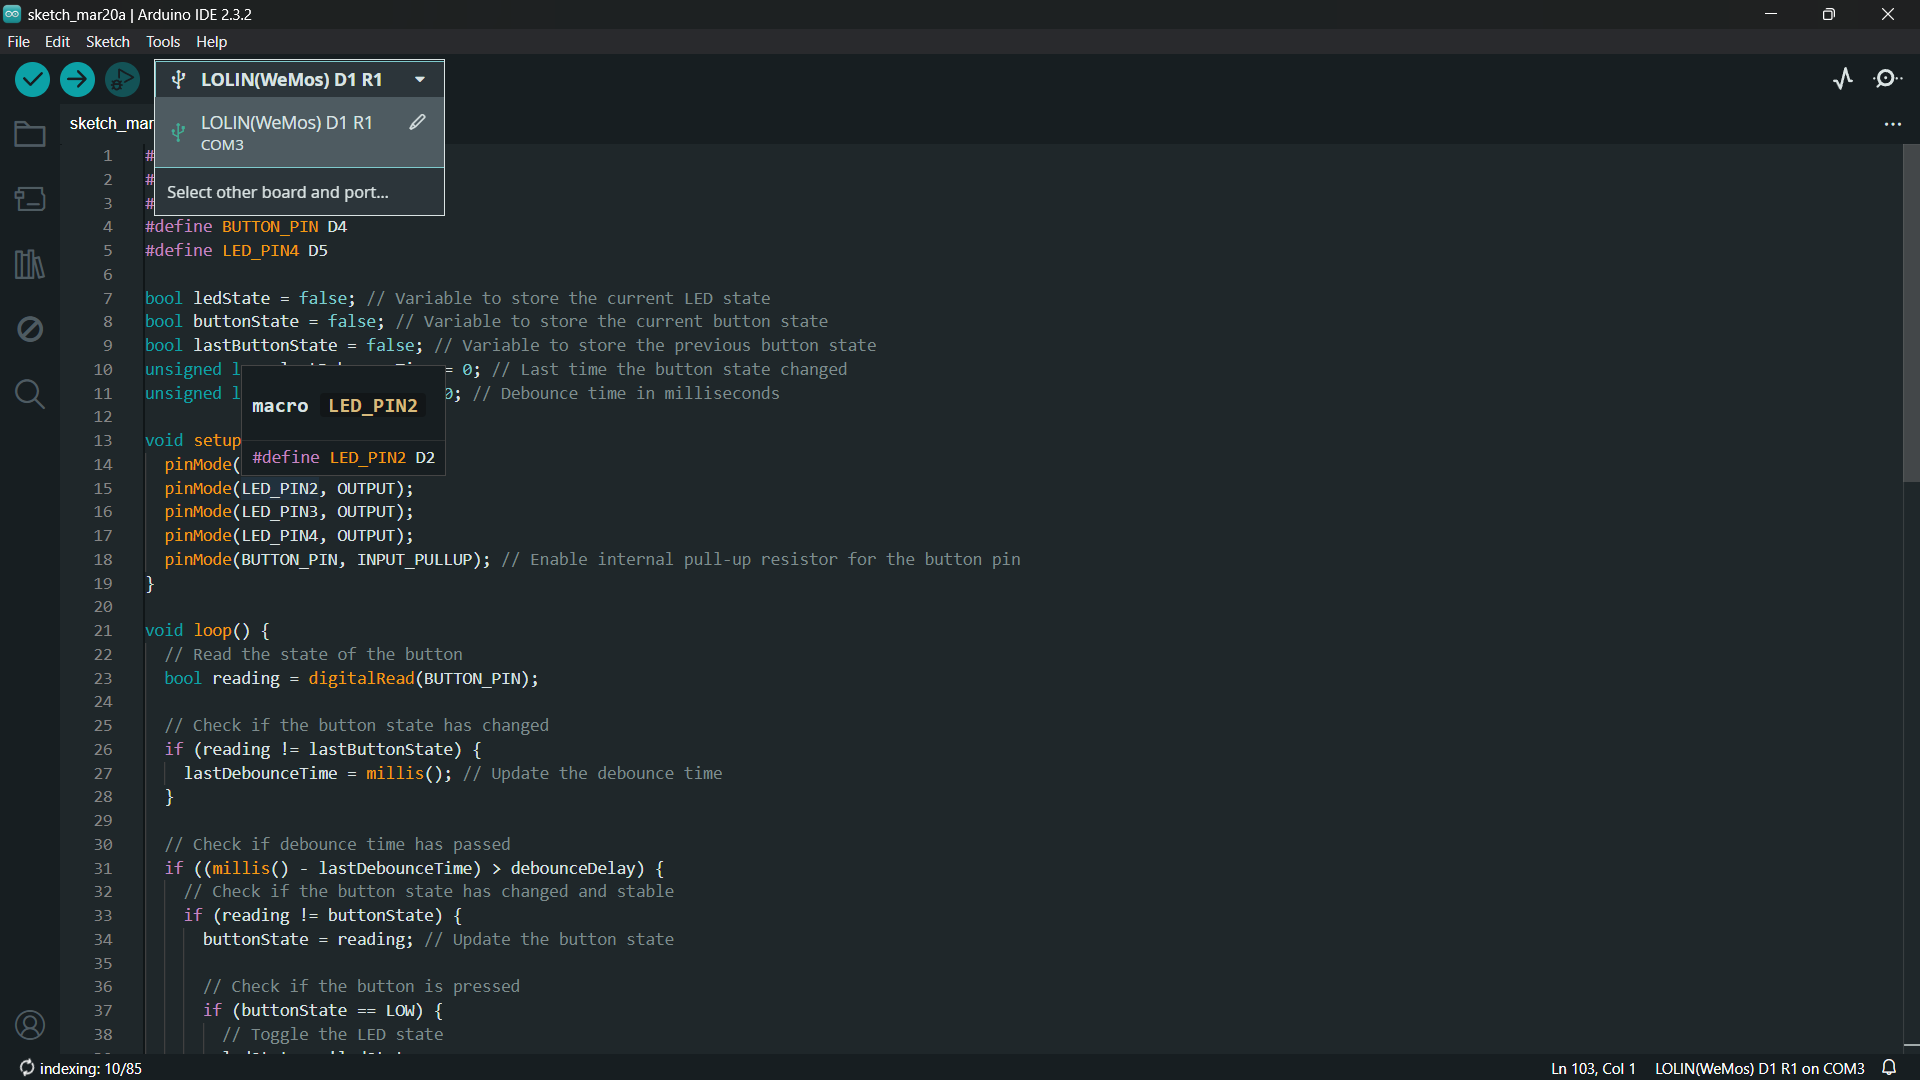 sketch_mar20a | Arduino IDE 2.3.2
File Edit Sketch Tools Help
LOLIN(WeMos) D1 R1
LOLIN(WeMos) D1 R1
COM3
Select other board and port...
sketch_mar
1 #
2 #
3 #
4 #define BUTTON_PIN D4
5 #define LED_PIN4 D5
6
7 bool ledState = false; // Variable to store the current LED state
8 bool buttonState = false; // Variable to store the current button state
9 bool lastButtonState = false; // Variable to store the previous button state
10 unsigned l = 0; // Last time the button state changed
11 unsigned l 0; // Debounce time in milliseconds
macro LED_PIN2
#define LED_PIN2 D2
12
13 void setup
14 pinMode(
15 pinMode(LED_PIN2, OUTPUT);
16 pinMode(LED_PIN3, OUTPUT);
17 pinMode(LED_PIN4, OUTPUT);
18 pinMode(BUTTON_PIN, INPUT_PULLUP); // Enable internal pull-up resistor for the button pin
19 }
20
21 void loop() {
22 // Read the state of the button
23 bool reading = digitalRead(BUTTON_PIN);
24
25 // Check if the button state has changed
26 if (reading != lastButtonState) {
27 lastDebounceTime = millis(); // Update the debounce time
28 }
29
30 // Check if debounce time has passed
31 if ((millis() - lastDebounceTime) > debounceDelay) {
32 // Check if the button state has changed and stable
33 if (reading != buttonState) {
34 buttonState = reading; // Update the button state
35
36 // Check if the button is pressed
37 if (buttonState == LOW) {
38 // Toggle the LED state
indexing: 10/85
Ln 103, Col 1 LOLIN(WeMos) D1 R1 on COM3